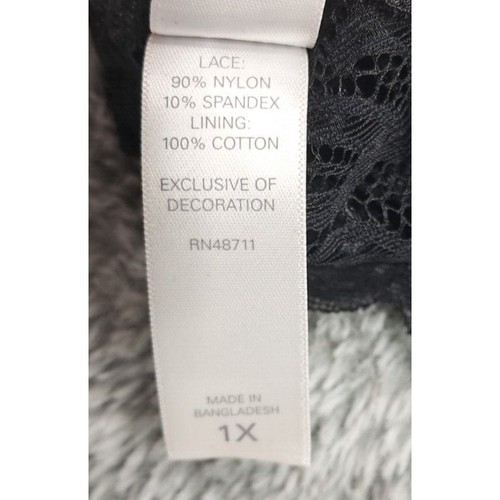 LACE:
90% NYLON
10% SPANDEX
LINING:
100% COTTON
EXCLUSIVE OF
DECORATION
RN48711
MADE IN
BANGLADESH
1X